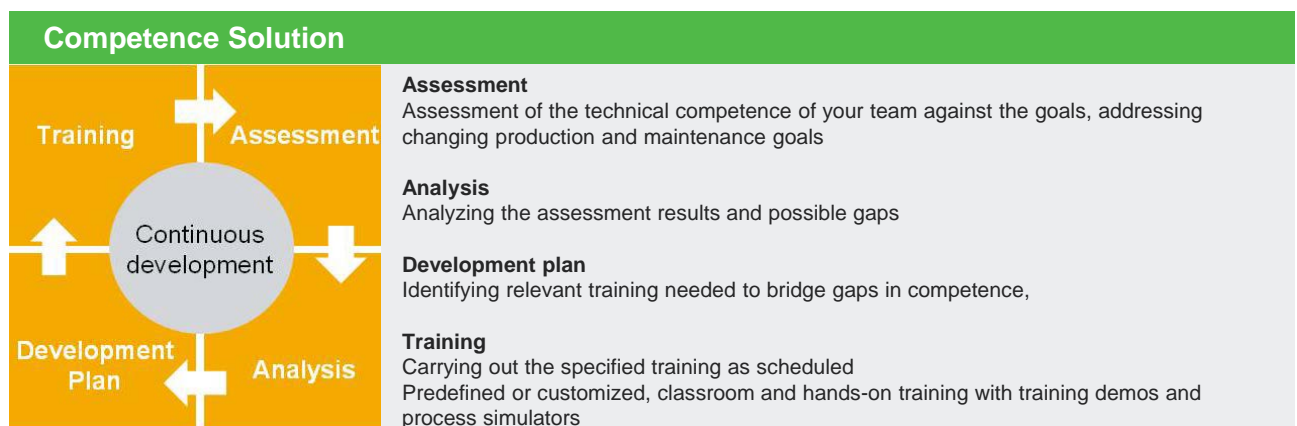 Competence Solution
Training
Assessment
Continuous
development
Development
Plan
Analysis
Assessment
Assessment of the technical competence of your team against the goals, addressing
changing production and maintenance goals
Analysis
Analyzing the assessment results and possible gaps
Development plan
Identifying relevant training needed to bridge gaps in competence,
Training
Carrying out the specified training as scheduled
Predefined or customized, classroom and hands-on training with training demos and
process simulators